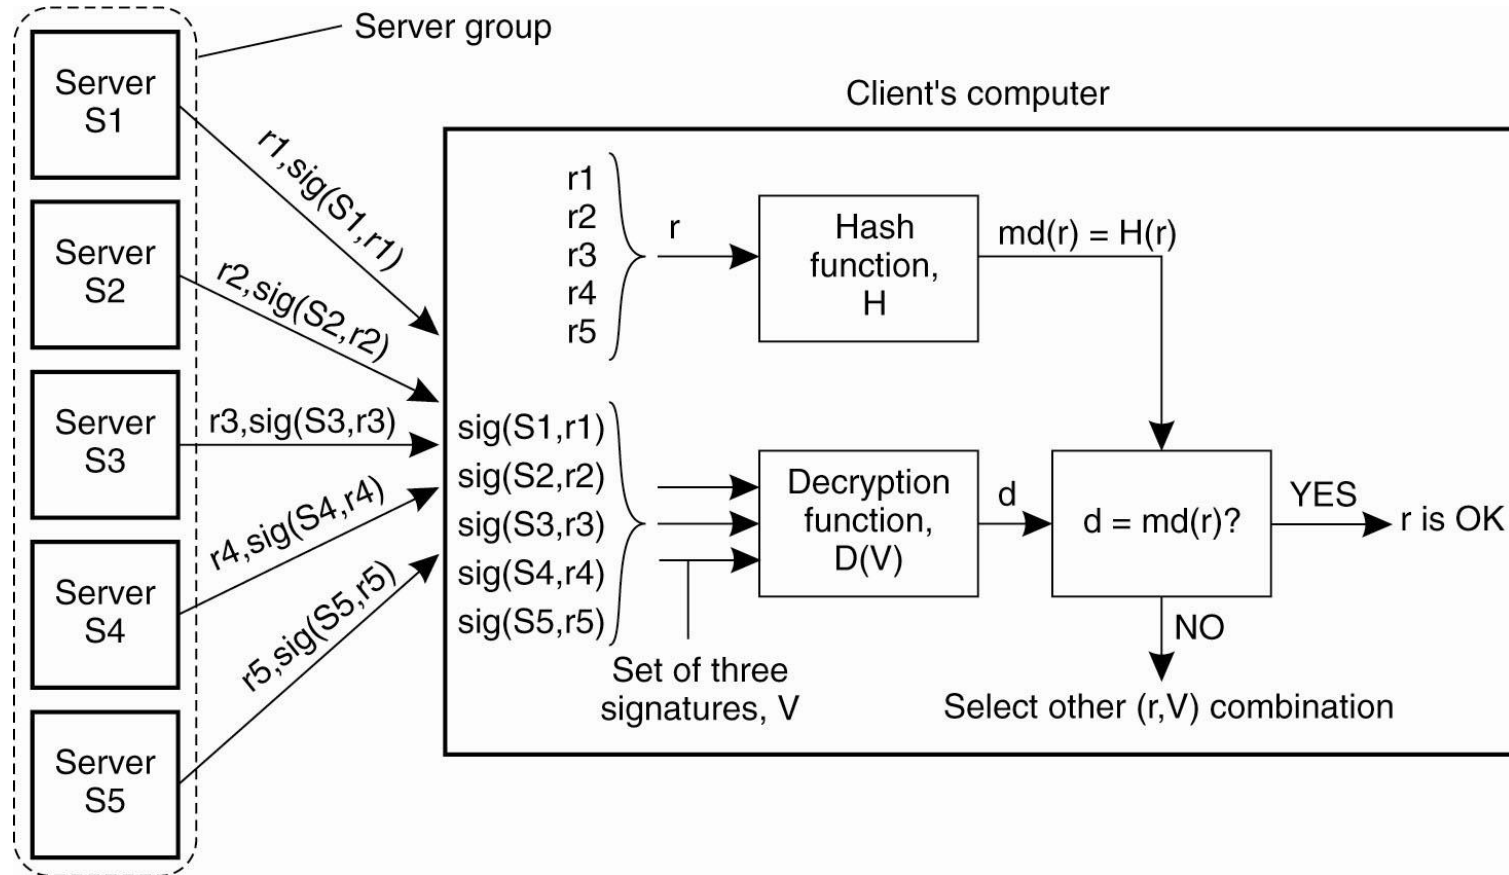 Server group
Server
S1
Server
S2
Server
S3
Server
S4
Server
S5
r1,sig(S1,r1)
r2,sig(S2,r2)
r3,sig(S3,r3)
r4,sig(S4,r4)
r5,sig(S5,r5)
Client's computer
r1
r2
r3
r4
r5
r
Hash
function,
H
md(r) = H(r)
sig(S1,r1)
sig(S2,r2)
sig(S3,r3)
sig(S4,r4)
sig(S5,r5)
Set of three
signatures, V
Decryption
function,
D(V)
d
d = md(r)?
YES
r is OK
NO
Select other (r,V) combination